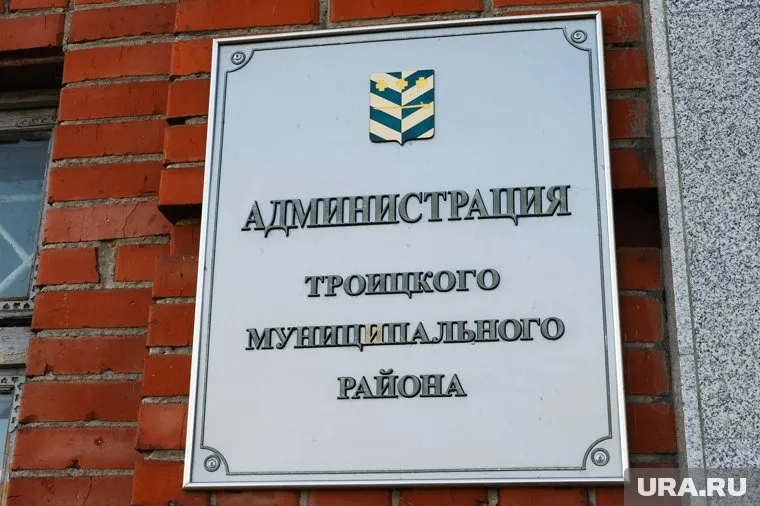 АДМИНИСТРАЦИЯ
ТРОИЦКОГО
МУНИЦИПАЛЬНОГО
РАЙОНА
URA.RU